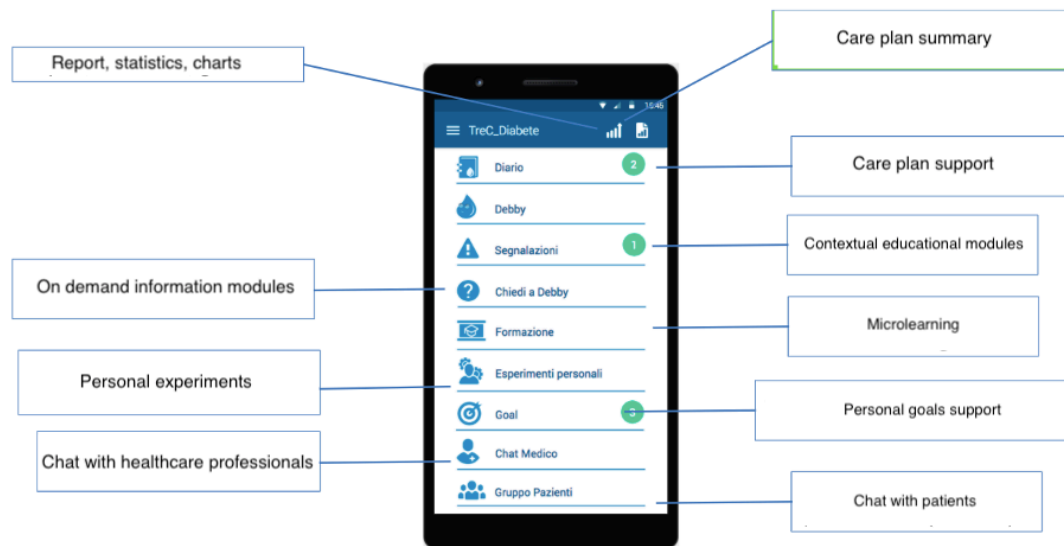 Care plan summary
Report, statistics, charts
16:46
TreC_Diabete
Diario
2
Care plan support
Debby
Segnalazioni
1
Contextual educational modules
On demand information modules
Chiedi a Debby
Formazione
Microlearning
Personal experiments
Esperimenti personali
Goal
3
Personal goals support
Chat with healthcare professionals
Chat Medico
Gruppo Pazienti
Chat with patients